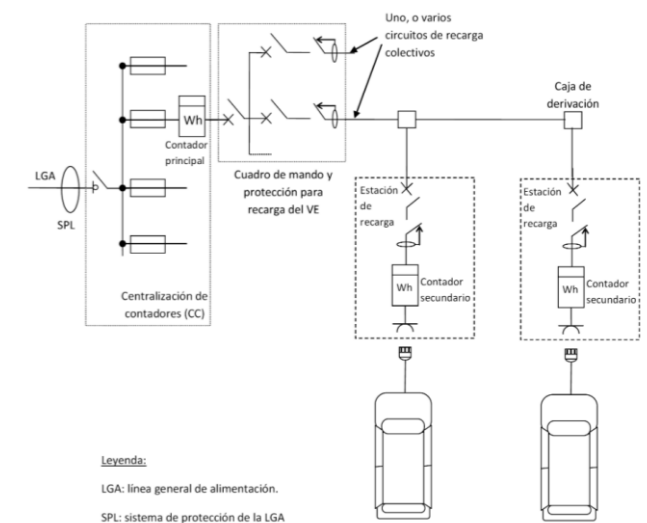 Uno, o varios
circuitos de recarga
colectivos
Caja de
derivación
Wh
Contador
principal
LGA
SPL
Cuadro de mando y
protección para
recarga del VE
Centralización de
contadores (CC)
Estación
de
recarga
Wh
Contador
secundario
Estación
de
recarga
Wh
Contador
secundario
Leyenda:
LGA: línea general de alimentación.
SPL: sistema de protección de la LGA